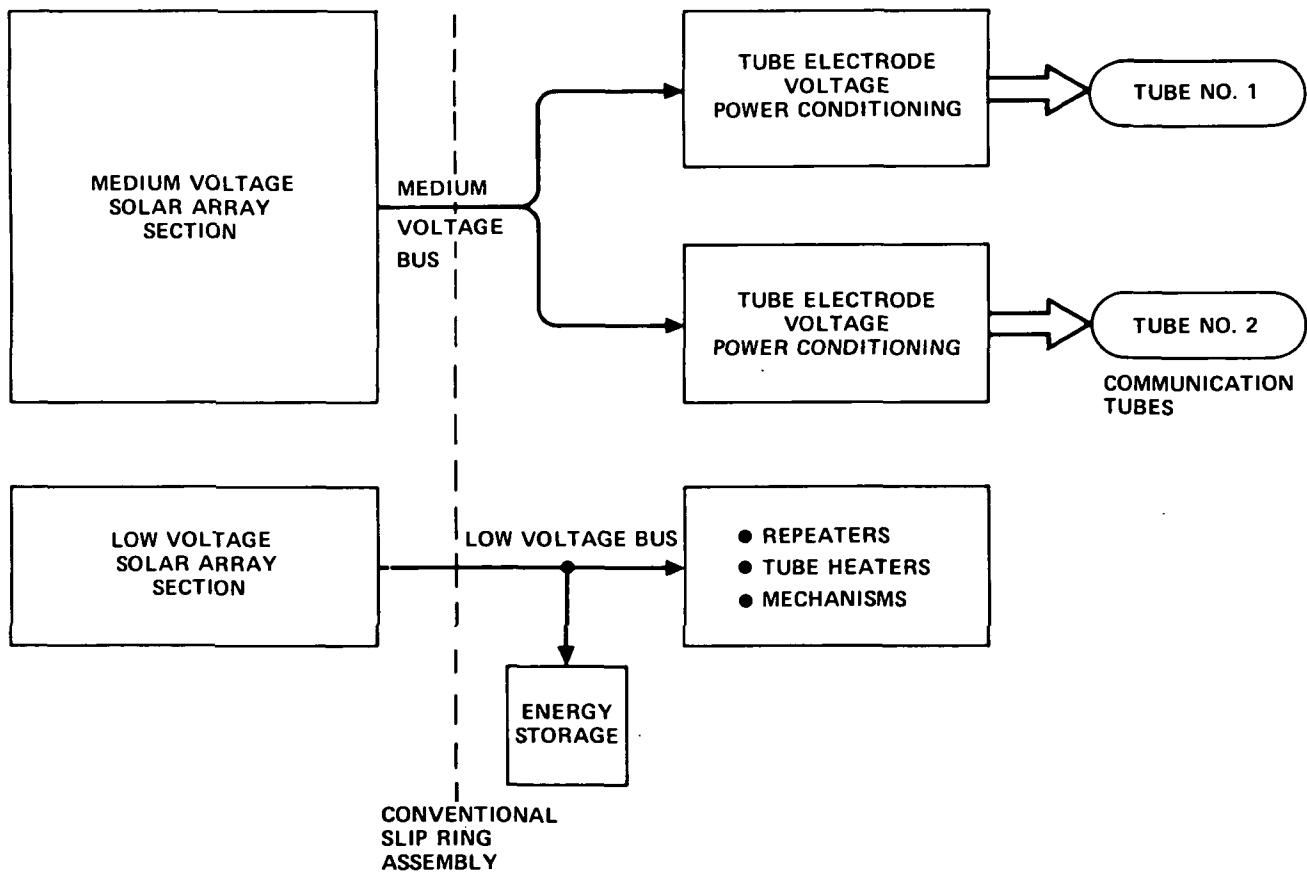 MEDIUM VOLTAGE
SOLAR ARRAY
SECTION
MEDIUM
VOLTAGE
BUS
TUBE ELECTRODE
VOLTAGE
POWER CONDITIONING
TUBE NO. 1
TUBE ELECTRODE
VOLTAGE
POWER CONDITIONING
TUBE NO. 2
COMMUNICATION
TUBES
LOW VOLTAGE
SOLAR ARRAY
SECTION
LOW VOLTAGE BUS
● REPEATERS
● TUBE HEATERS
● MECHANISMS
ENERGY
STORAGE
CONVENTIONAL
SLIP RING
ASSEMBLY